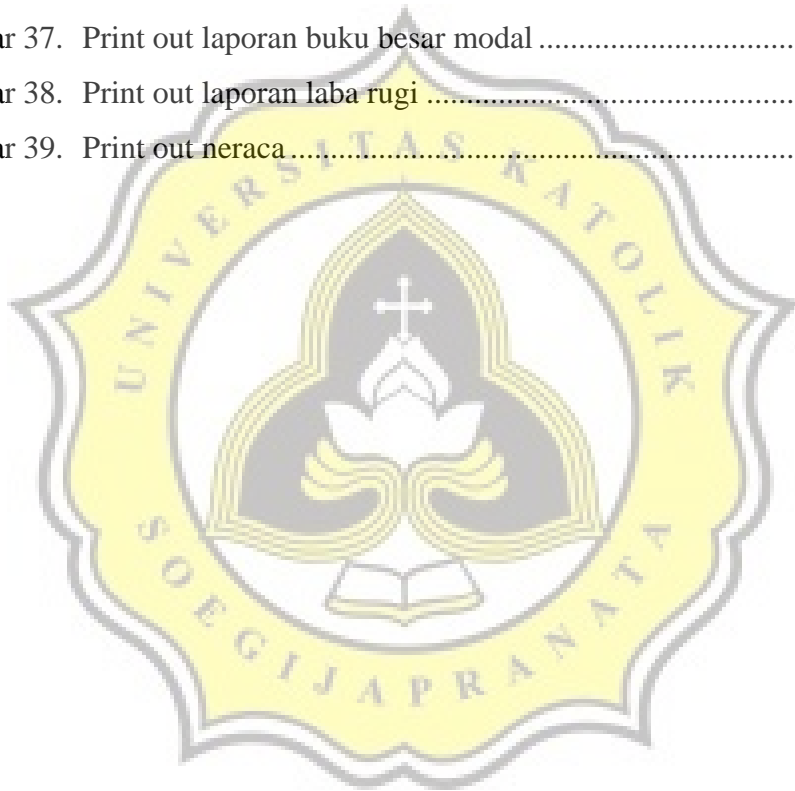 ar 37. Print out laporan buku besar modal ................................
ar 38. Print out laporan laba rugi ..............................................
ar 39. Print out neraca ................................................................
UNIVERSITAS KATOLIK
SOEGIJAPRANATA